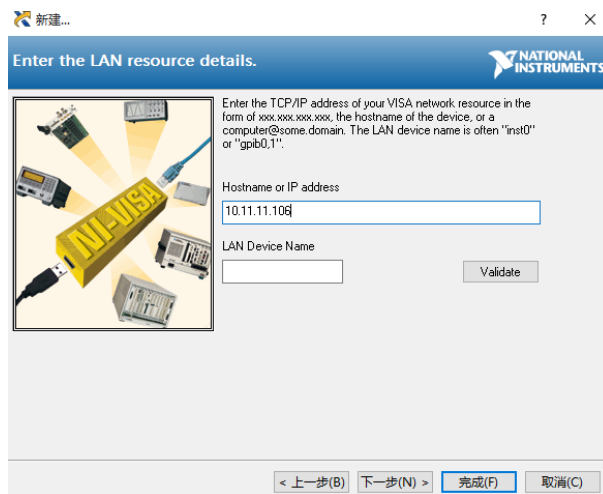 新建...
?
Enter the LAN resource details.
NATIONAL
INSTRUMENTS
NI-VISA
Enter the TCP/IP address of your VISA network resource in the
form of xxx.xxx.xxx.xxx, the hostname of the device, or a
computer@some.domain. The LAN device name is often "inst0"
or "gpib0,1".
Hostname or IP address
10.11.11.106
LAN Device Name
Validate
< 上一步(B) 下一步(N) > 完成(F) 取消(C)